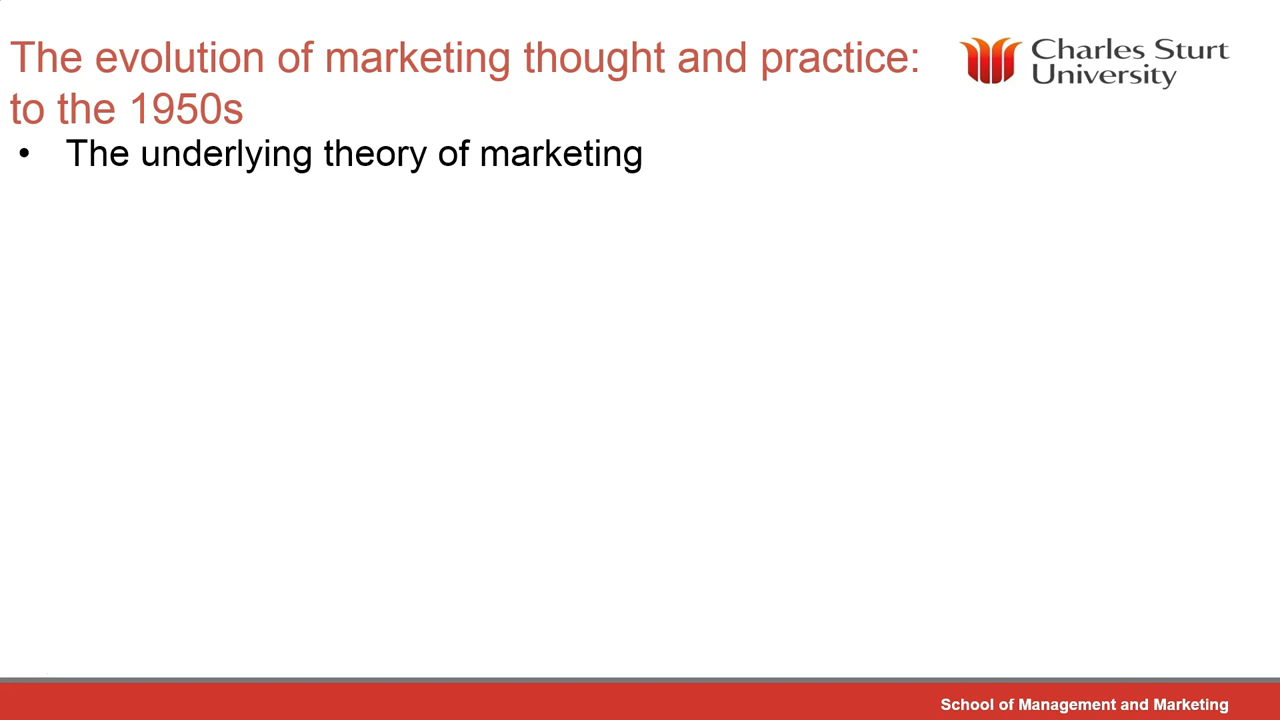 The evolution of marketing thought and practice:
to the 1950s
Charles Sturt
University
• The underlying theory of marketing
School of Management and Marketing